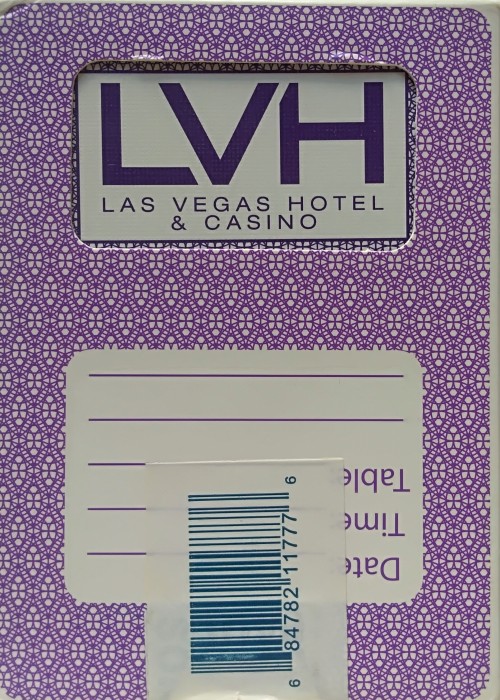 LVH
LAS VEGAS HOTEL
& CASINO
Date
Time
Table
6 84782 11777 6